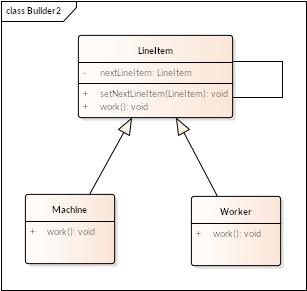 class Builder2
LineItem
- nextLineItem: LineItem
+ setNextLineItem(LineItem): void
+ work(): void
Machine
+ work(): void
Worker
+ work(): void